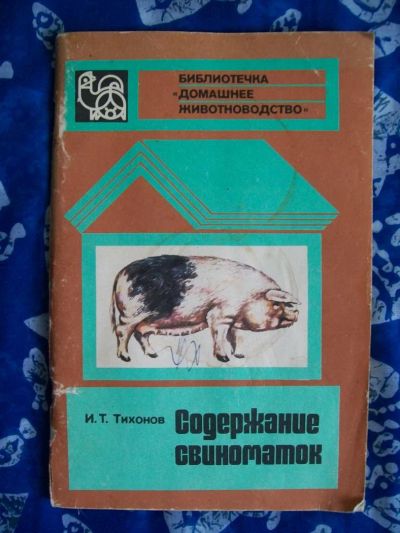 БИБЛИОТЕЧКА
«ДОМАШНЕЕ
ЖИВОТНОВОДСТВО»
И. Т. Тихонов
Содержание
свиноматок